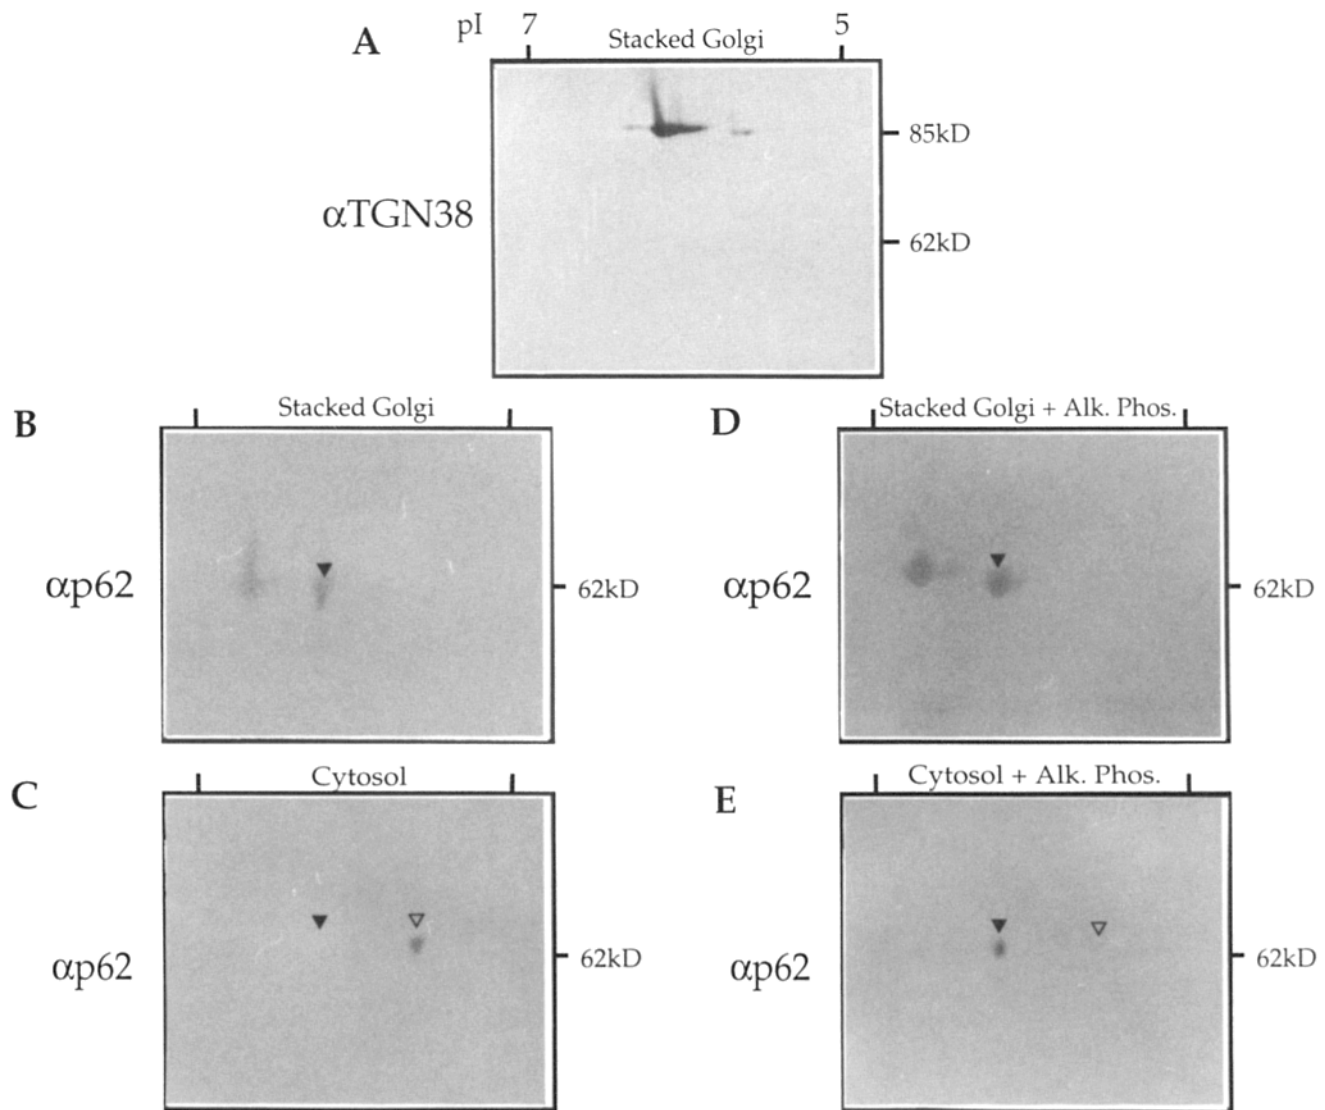 A pI 7 Stacked Golgi 5
85kD
αTGN38
62kD
B Stacked Golgi
αp62 62kD
D Stacked Golgi + Alk. Phos.
αp62 62kD
C Cytosol
αp62 62kD
E Cytosol + Alk. Phos.
αp62 62kD